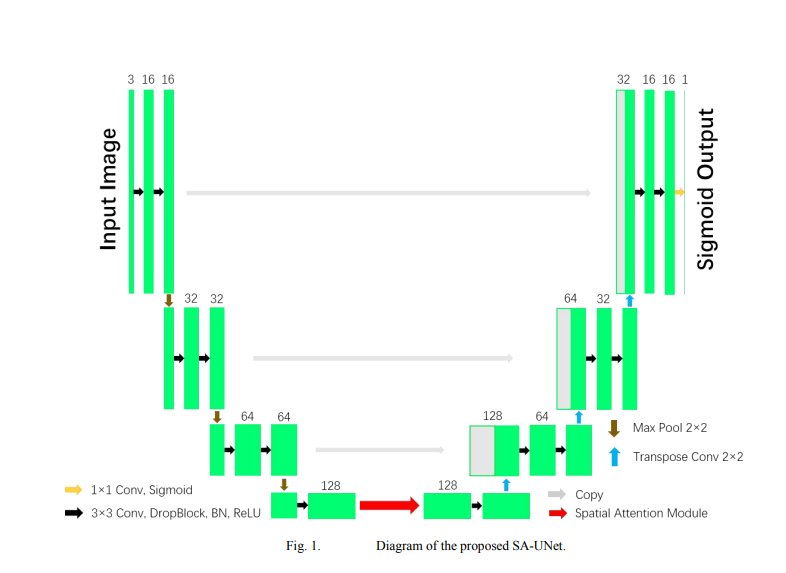 3 16 16
32 16 16 1
Input Image
Sigmoid Output
32 32
64 32
64 64
128 64
Max Pool 2×2
Transpose Conv 2×2
128
128
1×1 Conv, Sigmoid
3×3 Conv, DropBlock, BN, ReLU
Copy
Spatial Attention Module
Fig. 1. Diagram of the proposed SA-UNet.